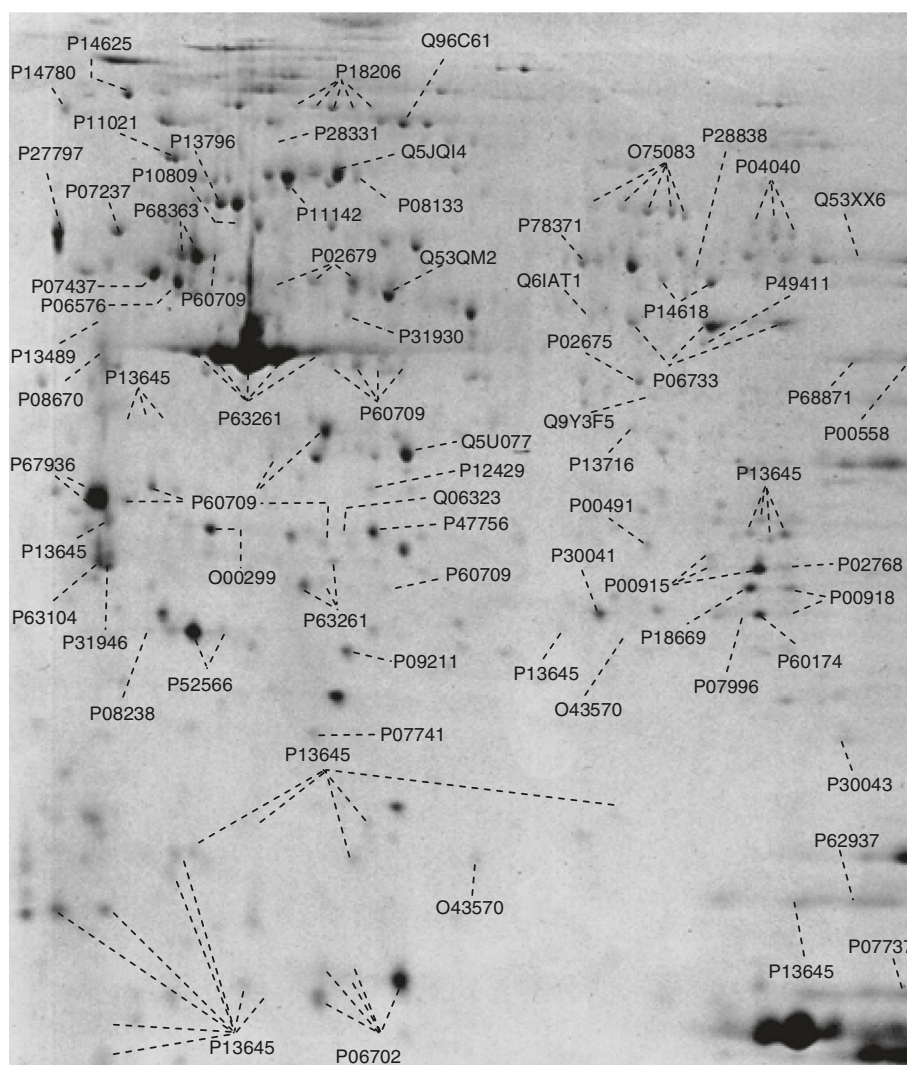 P14625
Q96C61
P14780
P18206
P11021
P28331
P28838
P13796
Q5JQI4
O75083
P04040
P27797
P10809
P07237
P11142
P08133
Q53XX6
P68363
P78371
P02679
Q53QM2
P07437
P06576
P60709
Q6IAT1
P49411
P14618
P31930
P02675
P13489
P06733
P08670
P13645
P68871
P63261
P60709
Q9Y3F5
P00558
Q5U077
P67936
P12429
P13716
P13645
P60709
Q06323
P00491
P47756
P13645
P30041
P02768
O00299
P60709
P00915
P63104
P63261
P00918
P31946
P18669
P09211
P13645
P60174
P52566
P07996
P08238
O43570
P07741
P13645
P30043
P62937
O43570
P07737
P13645
P13645
P06702